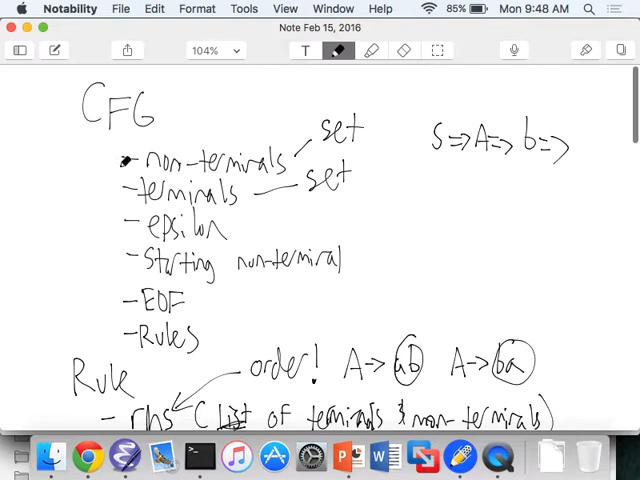 Notability File Edit Format Tools View Window Help 85% Mon 9:48 AM
Note Feb 15, 2016
104% T
CFG
- non-terminals set
- terminals set
- epsilon
- Starting non-terminal
- EOF
- Rules
S => A => b =>
Rule order! A -> ab A -> ba
- rhs (list of terminals & non-terminals)